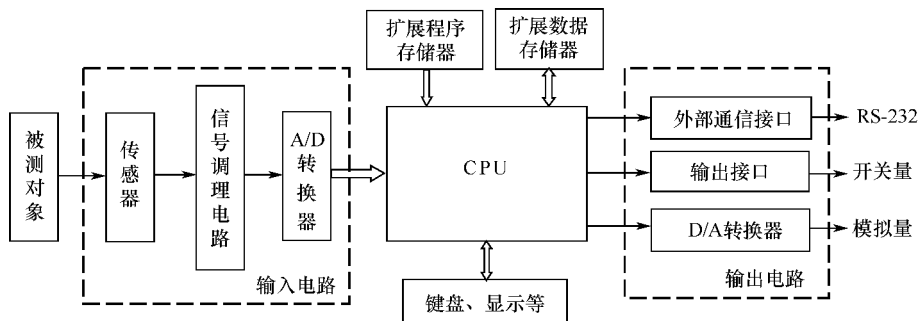 扩展程序
存储器
扩展数据
存储器
被测对象
传感器
信号调理电路
A/D
转换器
输入电路
CPU
键盘、显示等
外部通信接口
RS-232
输出接口
开关量
D/A转换器
模拟量
输出电路